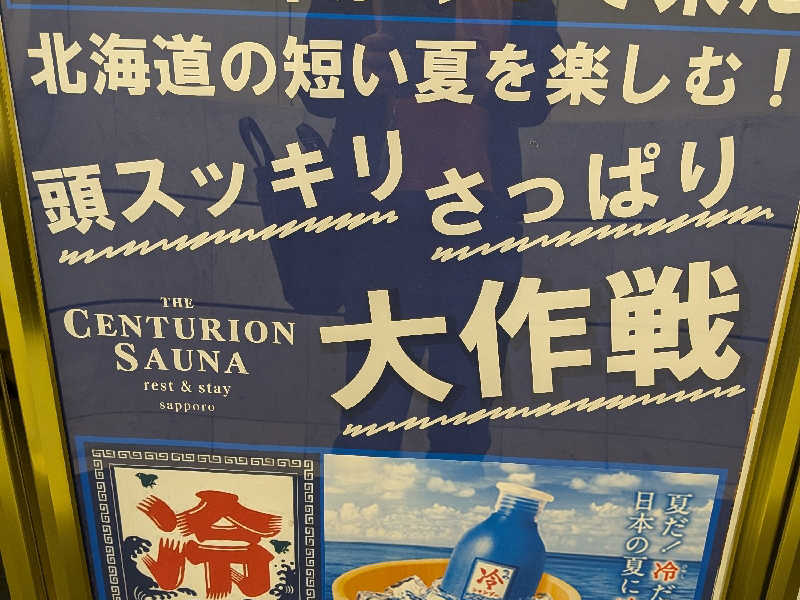 北海道の短い夏を楽しむ！
頭スッキリ さっぱり
大作戦
THE
CENTURION
SAUNA
rest & stay
sapporo
冷
冷
夏だ！冷だ
日本の夏に